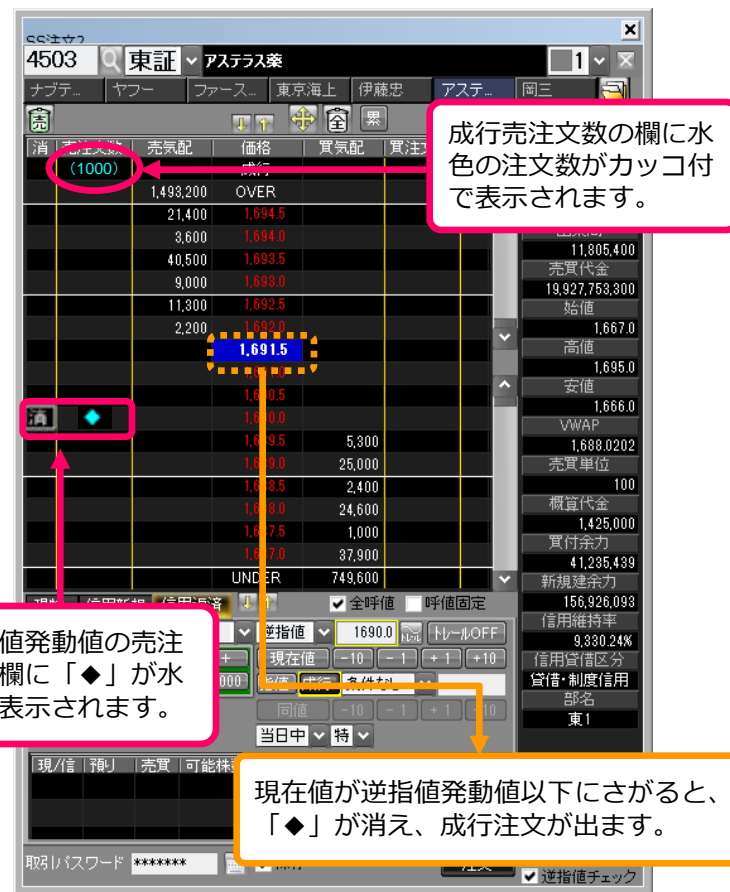 SS注文2
4503 東証 アステラス薬 1
ナブテ... ヤフー ファース... 東京海上 伊藤忠 アステ... 岡三
売 全 累
成行売注文数の欄に水
色の注文数がカッコ付
で表示されます。
消 売注文数 売気配 価格 買気配
(1000) 成行
1,493,200 OVER
21,400 1,694.5
3,600 1,694.0
40,500 1,693.5
9,000 1,693.0
11,300 1,692.5
2,200 1,692.0
1,691.5
消 ◆
5,300
25,000
2,400
24,600
1,000
37,900
UNDER 749,600
11,805,400
売買代金
19,927,753,300
始値
1,667.0
高値
1,695.0
安値
1,666.0
VWAP
1,688.0202
売買単位
100
概算代金
1,425,000
買付余力
41,235,439
新規建余力
156,926,093
信用維持率
9,330.24%
信用貸借区分
貸借・制度信用
部名
東1
全呼値 呼値固定
逆指値 1690.0 トレールOFF
現在値 -10 -1 +1 +10
成行 条件なし
同値 -10 -1 +1
当日中 特
値発動値の売注
欄に「◆」が水
表示されます。
現/信 預り 売買
現在値が逆指値発動値以下にさがると、
「◆」が消え、成行注文が出ます。
取引パスワード *******
逆指値チェック